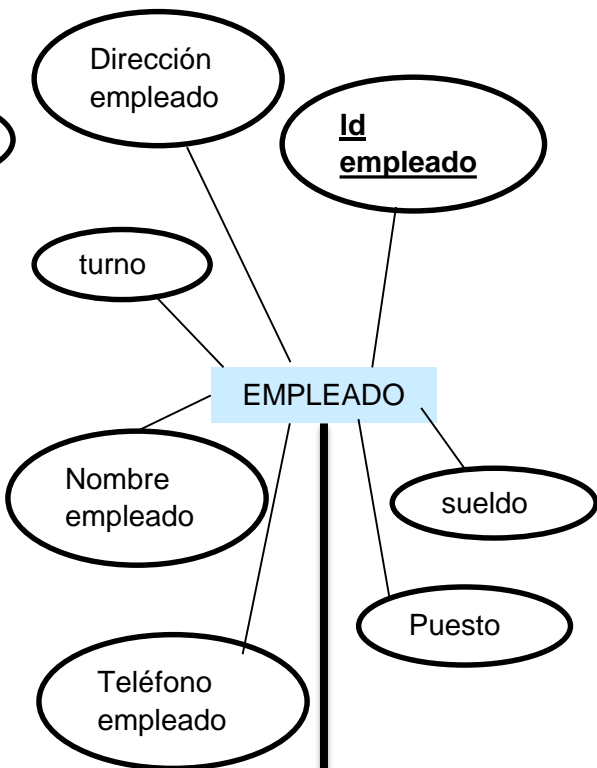 Dirección
empleado
Id
empleado
turno
EMPLEADO
Nombre
empleado
sueldo
Puesto
Teléfono
empleado